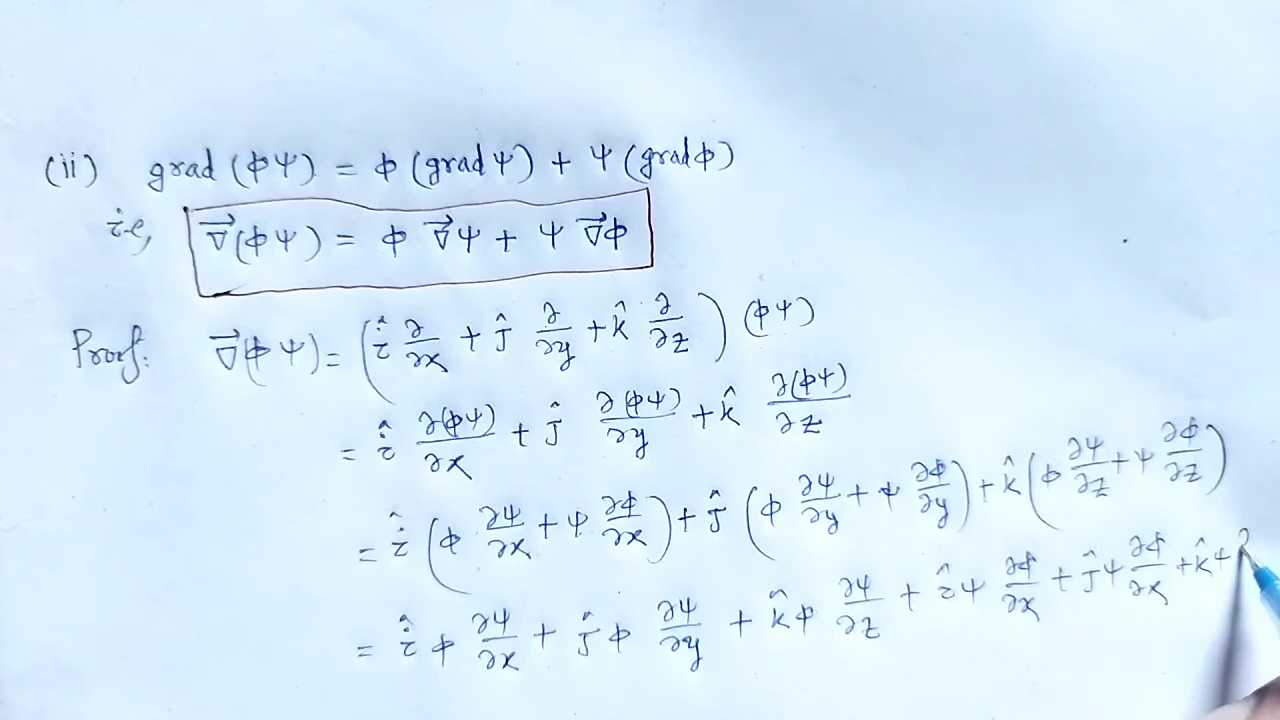 (ii) grad (ϕψ) = ϕ (grad ψ) + ψ (grad ϕ)
i.e, ∇⃗(ϕψ) = ϕ ∇⃗ψ + ψ ∇⃗ϕ
Proof: ∇⃗(ϕψ) = (î ∂/∂x + ĵ ∂/∂y + k̂ ∂/∂z) (ϕψ)
= î ∂(ϕψ)/∂x + ĵ ∂(ϕψ)/∂y + k̂ ∂(ϕψ)/∂z
= î (ϕ ∂ψ/∂x + ψ ∂ϕ/∂x) + ĵ (ϕ ∂ψ/∂y + ψ ∂ϕ/∂y) + k̂ (ϕ ∂ψ/∂z + ψ ∂ϕ/∂z)
= î ϕ ∂ψ/∂x + ĵ ϕ ∂ψ/∂y + k̂ ϕ ∂ψ/∂z + î ψ ∂ϕ/∂x + ĵ ψ ∂ϕ/∂x + k̂ ψ